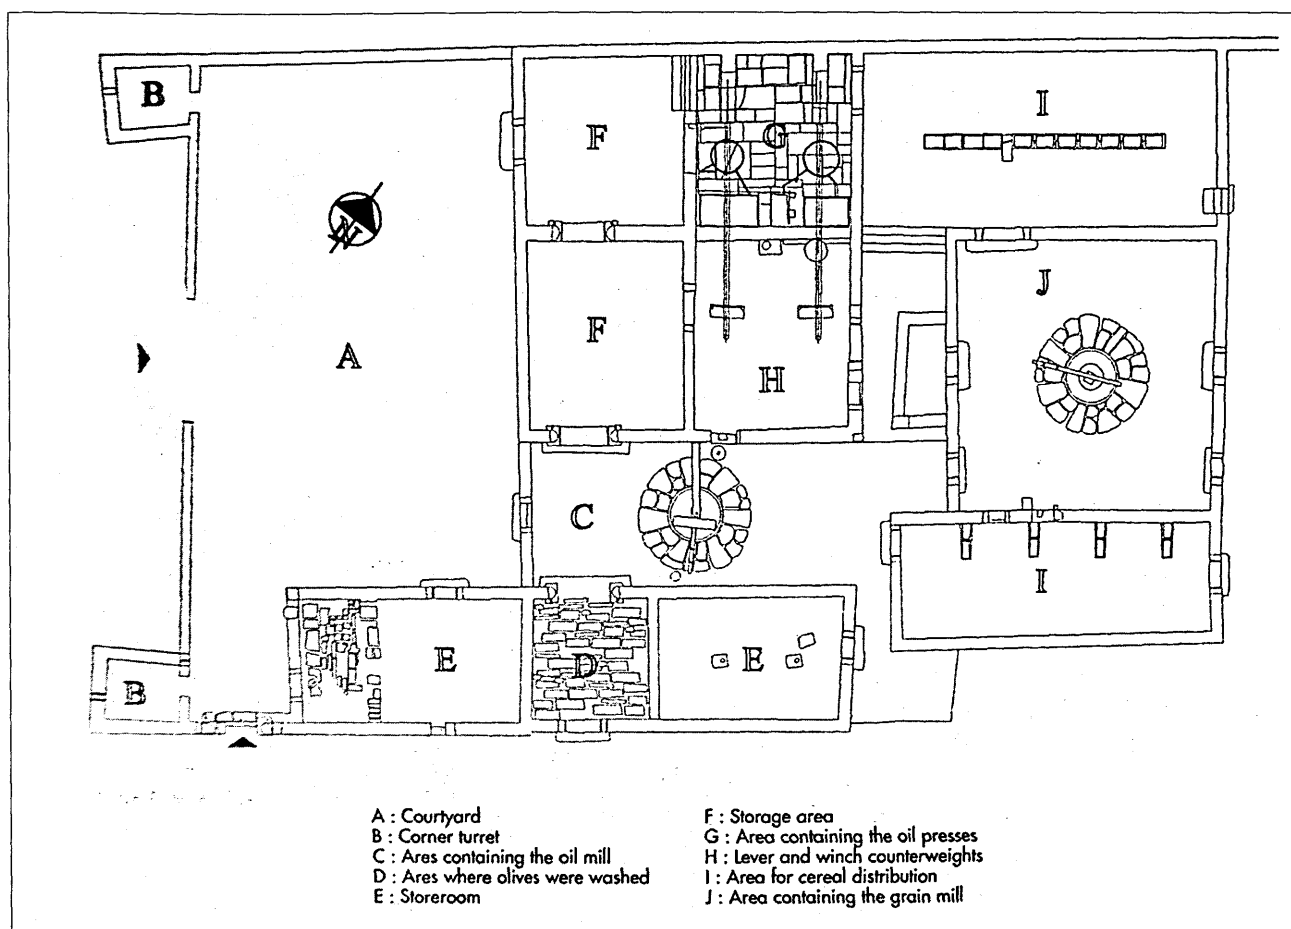 B
I
F
G
N
J
A
F
H
C
I
E
D
E
B
A : Courtyard
B : Corner turret
C : Ares containing the oil mill
D : Ares where olives were washed
E : Storeroom
F : Storage area
G : Area containing the oil presses
H : Lever and winch counterweights
I : Area for cereal distribution
J : Area containing the grain mill